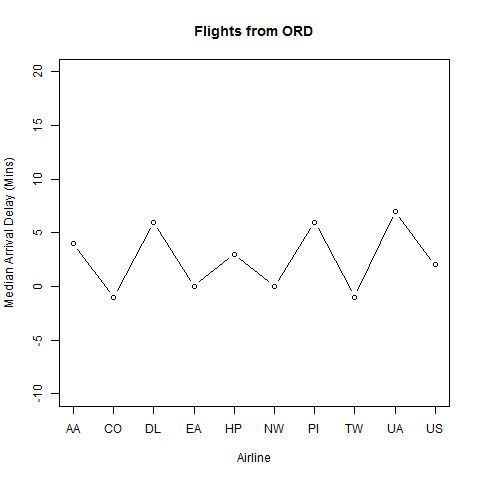 Flights from ORD
Median Arrival Delay (Mins)
20
15
10
5
0
-5
-10
AA CO DL EA HP NW PI TW UA US
Airline